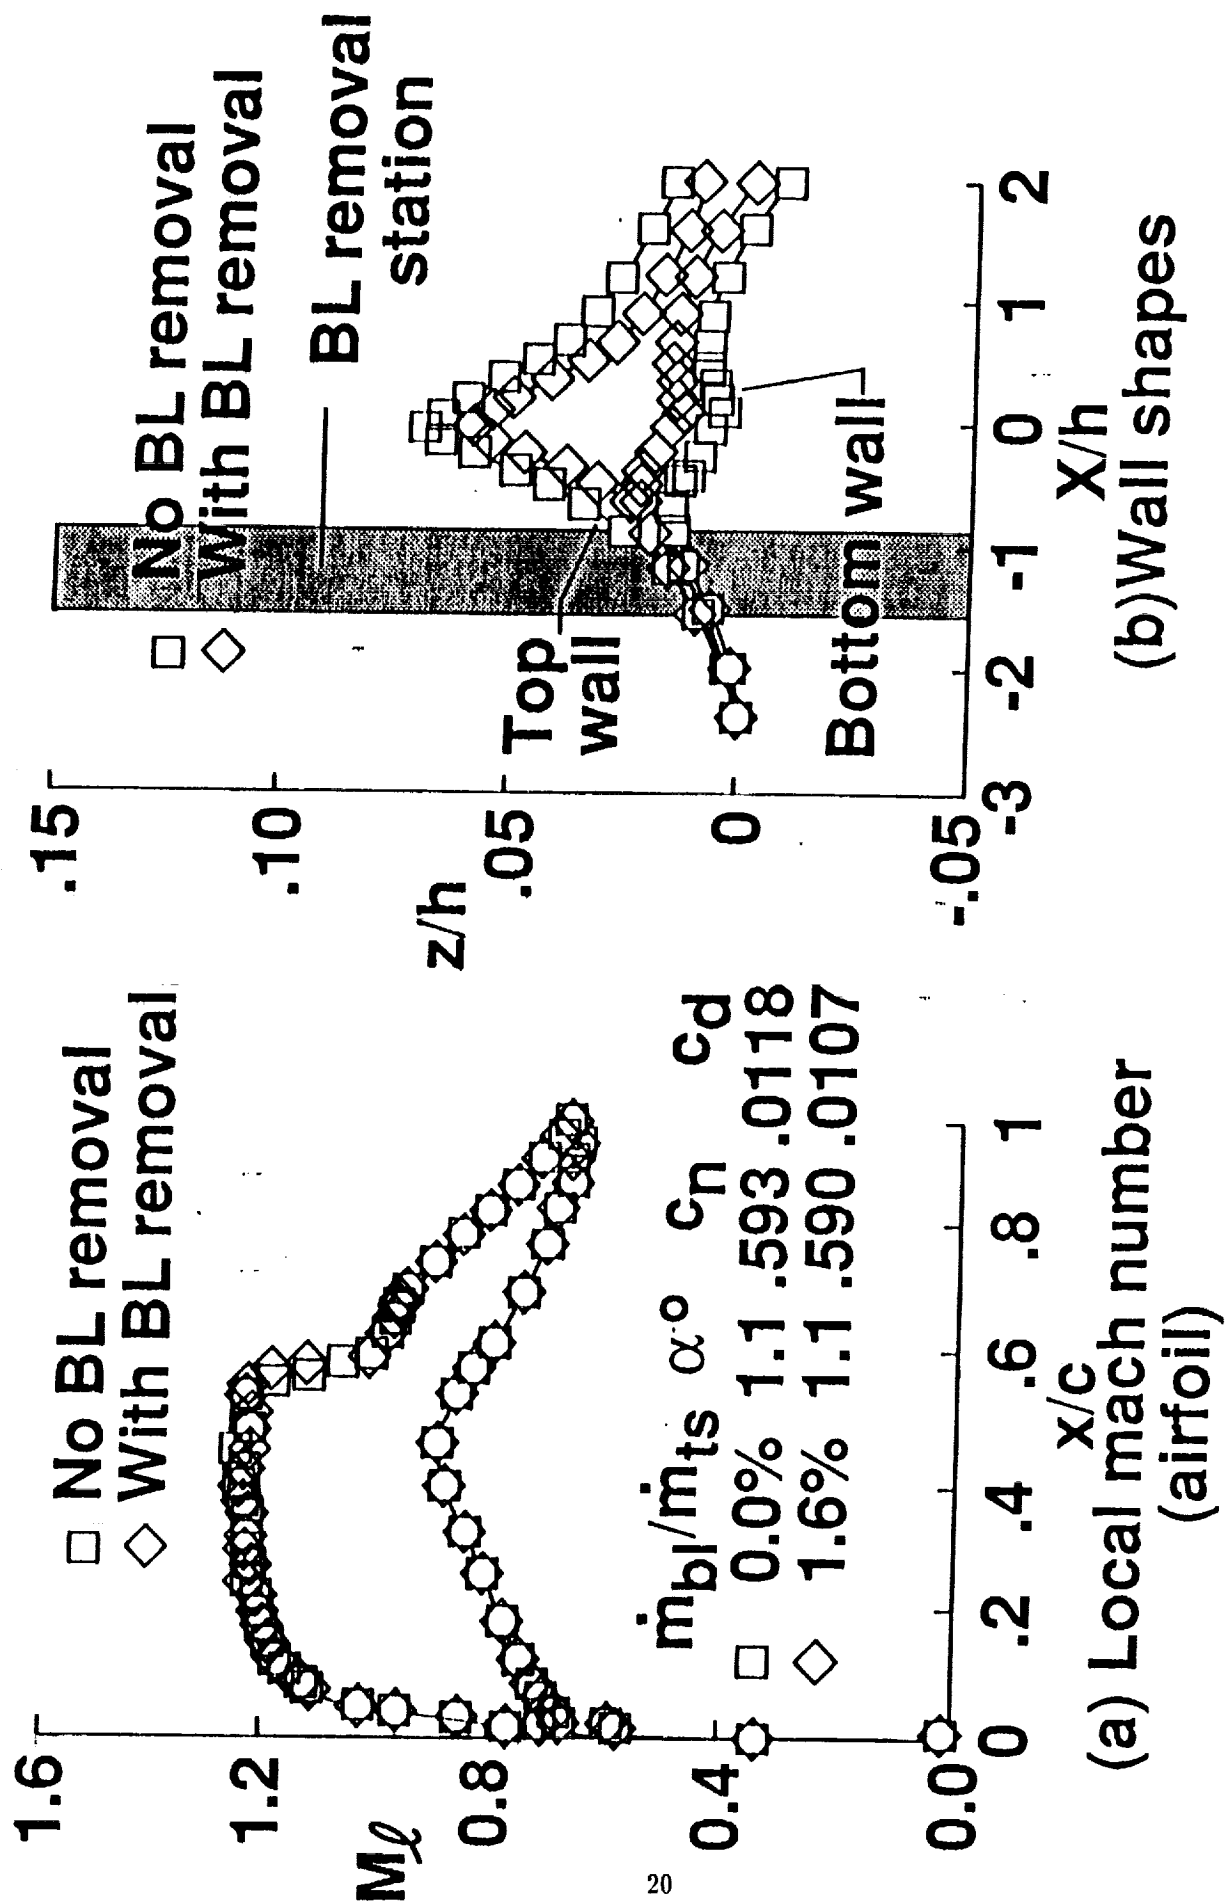 No BL removal
With BL removal
1.6
1.2
0.8
0.4
0.0
Mℓ
ṁbl/ṁts α° cn cd
0.0% 1.1 .593 .0118
1.6% 1.1 .590 .0107
0 .2 .4 .6 .8 1
x/c
(a) Local mach number
(airfoil)
No BL removal
With BL removal
BL removal
station
.15
.10
.05
0
-.05
z/h
Top
wall
Bottom wall
-3 -2 -1 0 1 2
X/h
(b)Wall shapes
20